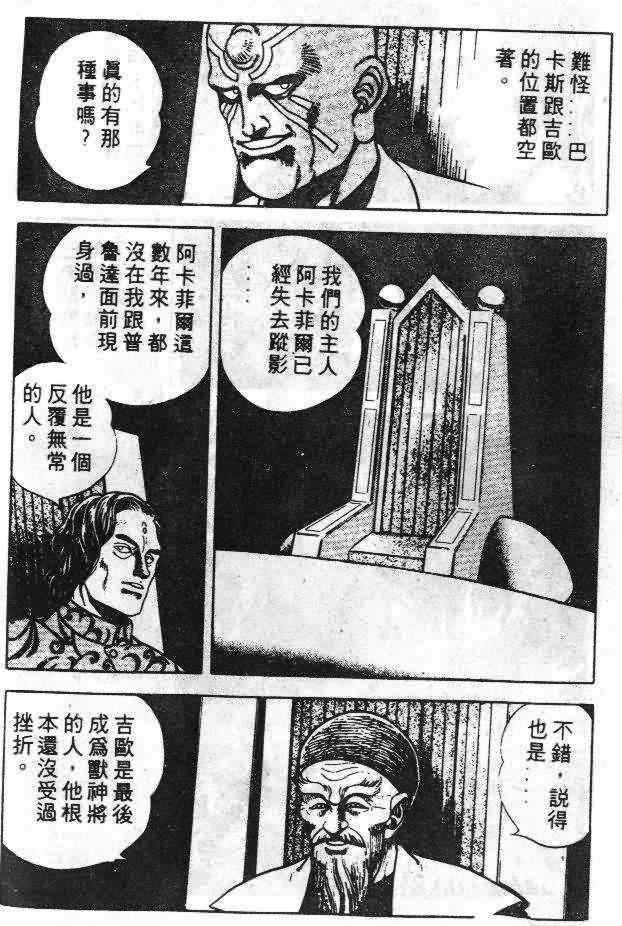 難怪……巴
卡斯跟吉歐
的位置都空
著。
眞的有那
種事嗎?
我們的主人
阿卡菲爾已
經失去蹤影
……
阿卡菲爾這
數年來，都
沒在我跟普
魯達面前現
身過，
他是一個
反覆無常
的人。
不錯，說得
也是……
吉歐是最後
成爲獸神將
的人，他根
本還沒受過
挫折。